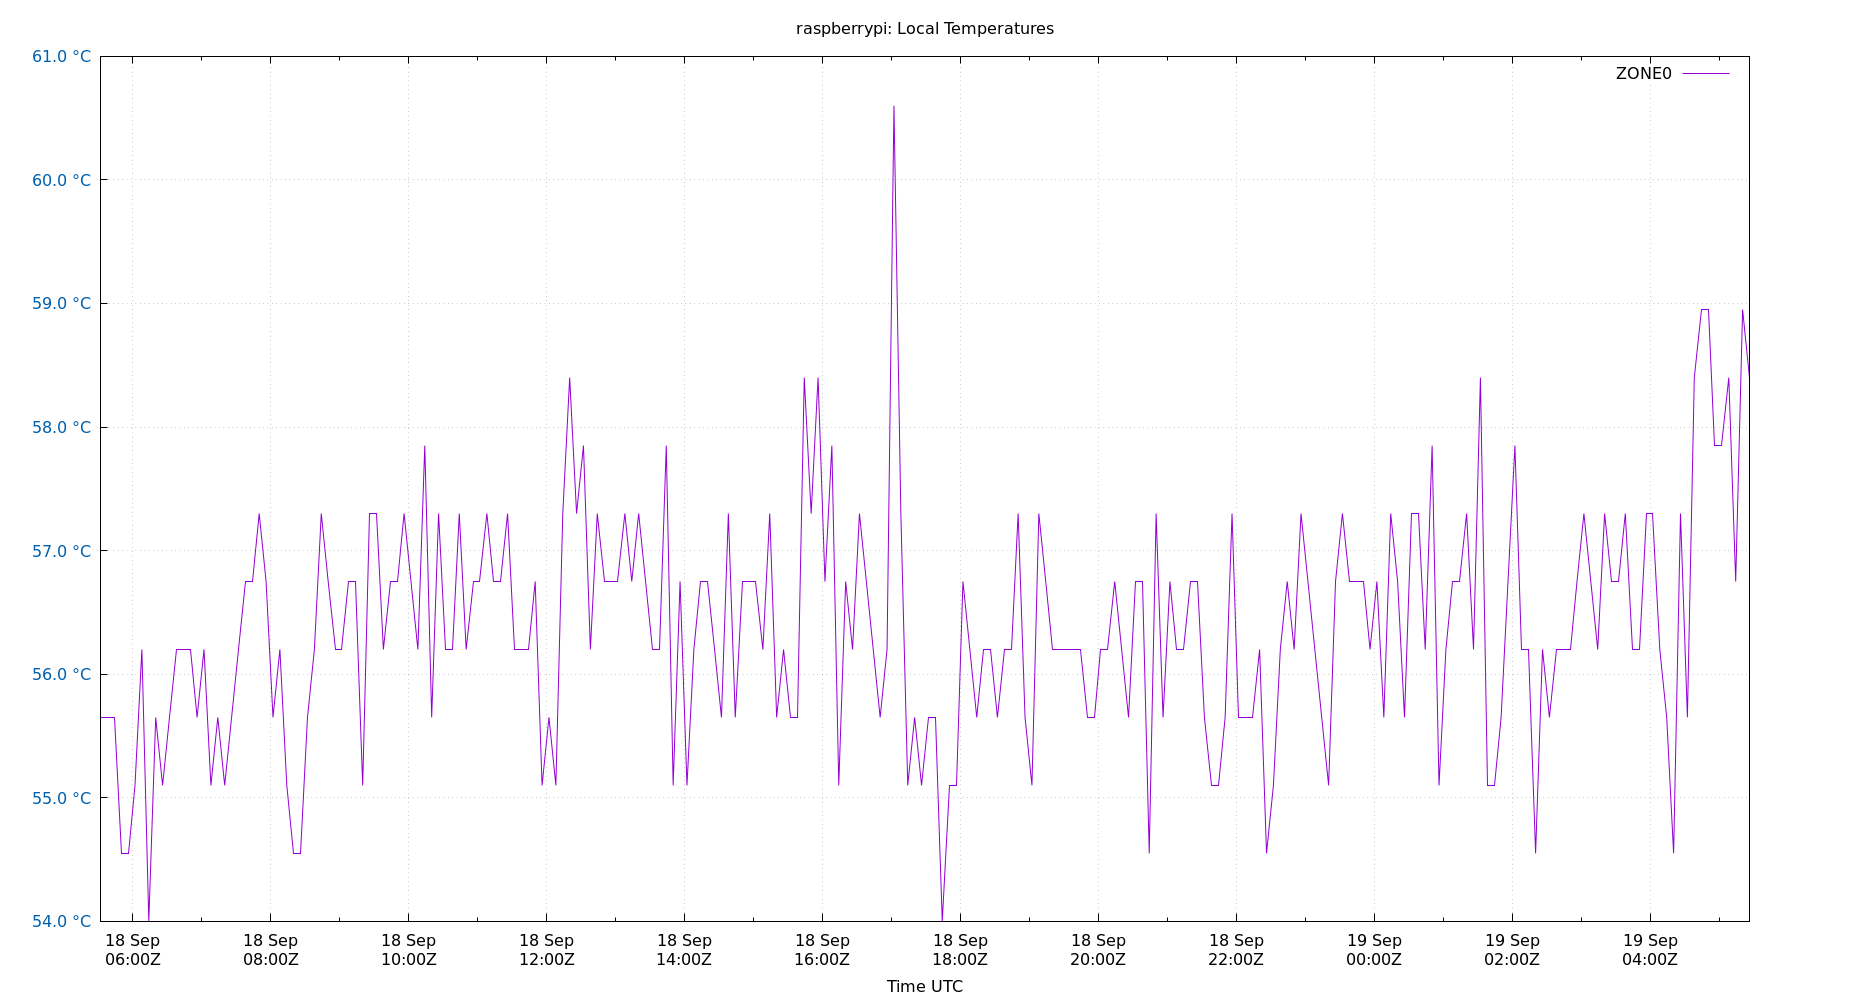 raspberrypi: Local Temperatures
61.0 °C
ZONE0
60.0 °C
59.0 °C
58.0 °C
57.0 °C
56.0 °C
55.0 °C
54.0 °C
18 Sep 18 Sep 18 Sep 18 Sep 18 Sep 18 Sep 18 Sep 18 Sep 18 Sep 19 Sep 19 Sep 19 Sep
06:00Z 08:00Z 10:00Z 12:00Z 14:00Z 16:00Z 18:00Z 20:00Z 22:00Z 00:00Z 02:00Z 04:00Z
Time UTC